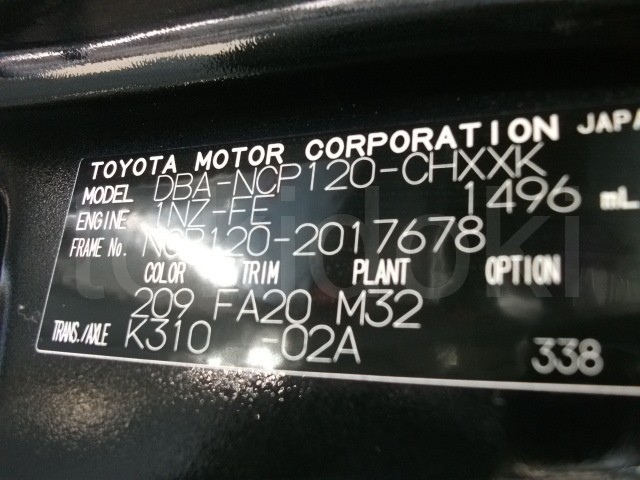 TOYOTA MOTOR CORPORATION JAPA
MODEL DBA-NCP120-CHXXK
ENGINE 1NZ-FE 1496 mL
FRAME No. NCP120-2017678
COLOR TRIM PLANT OPTION
209 FA20 M32
TRANS./AXLE K310 -02A 338